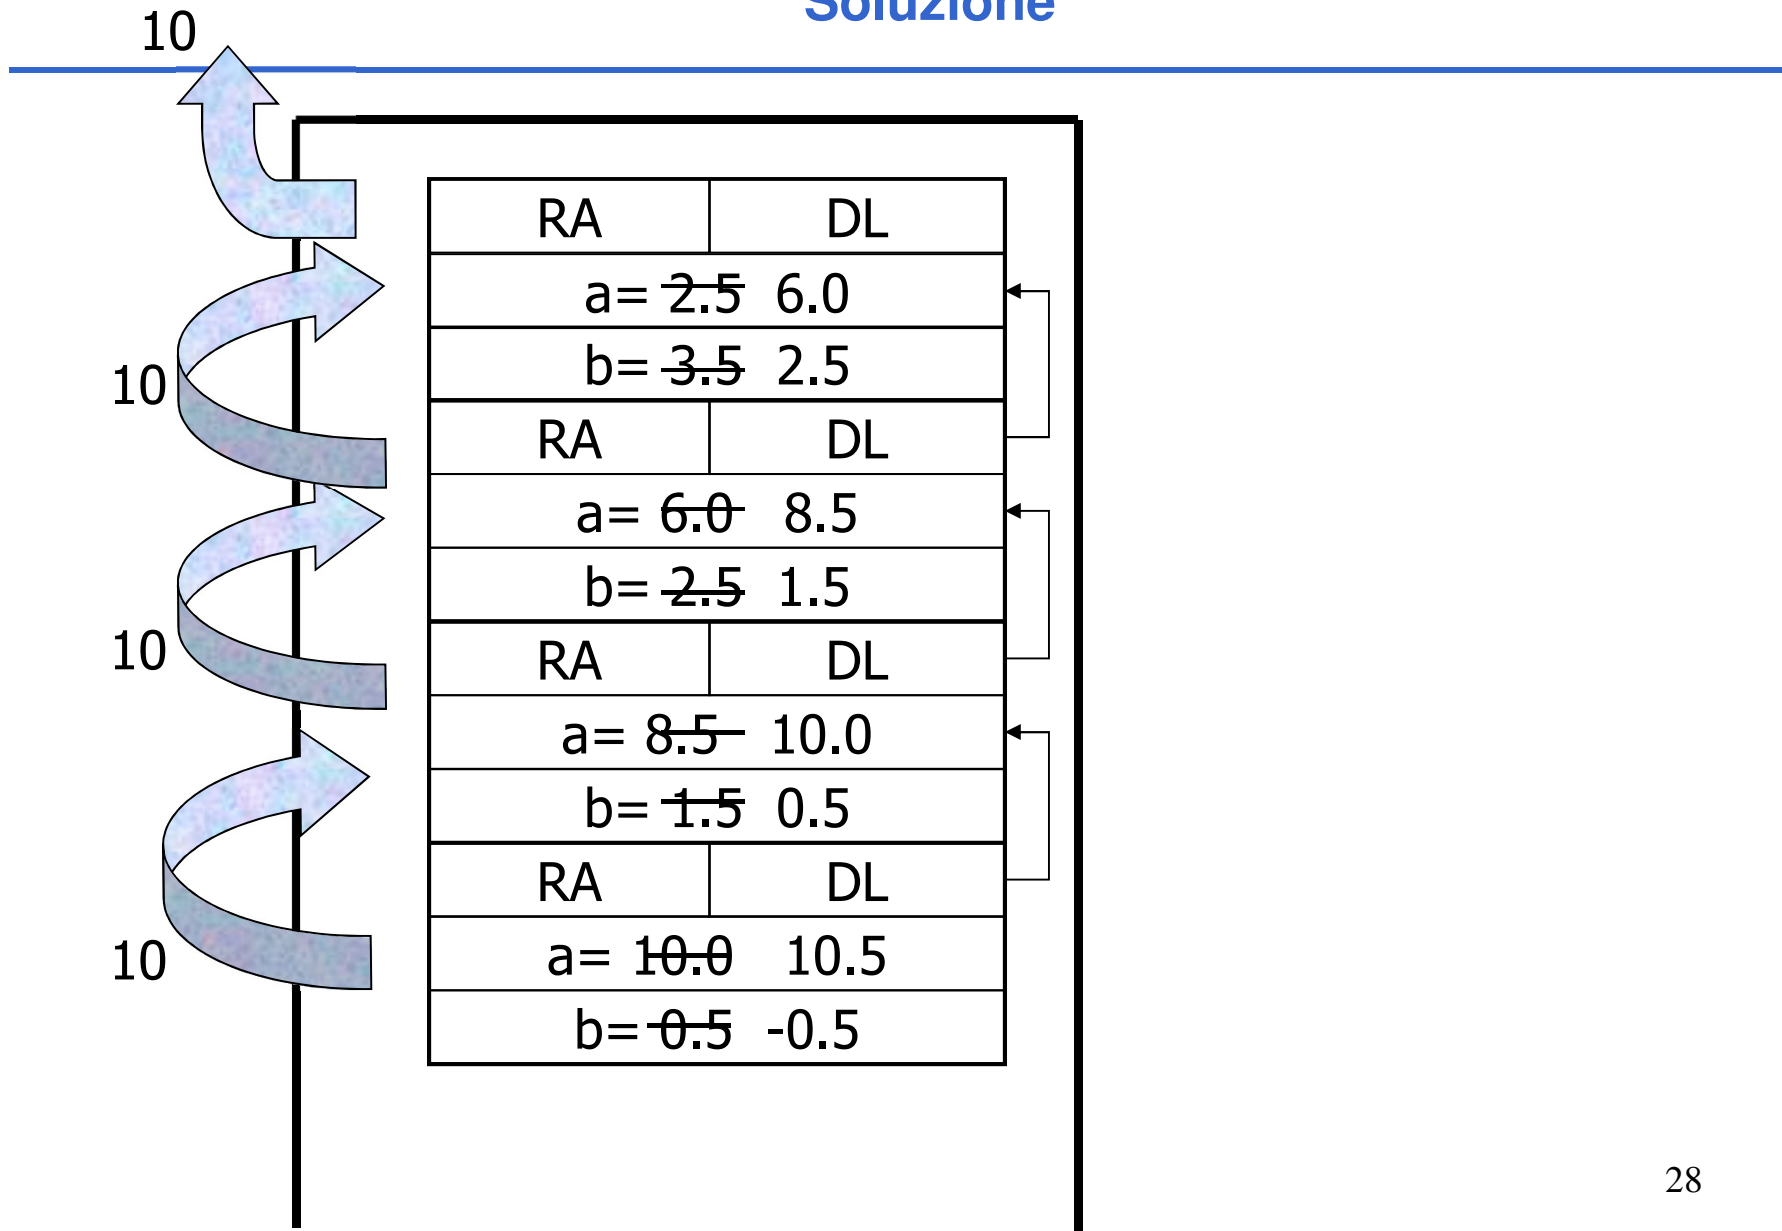 Soluzione
10
RA DL
a= 2.5 6.0
b= 3.5 2.5
10
RA DL
a= 6.0 8.5
b= 2.5 1.5
10
RA DL
a= 8.5 10.0
b= 1.5 0.5
RA DL
10
a= 10.0 10.5
b= 0.5 -0.5
28